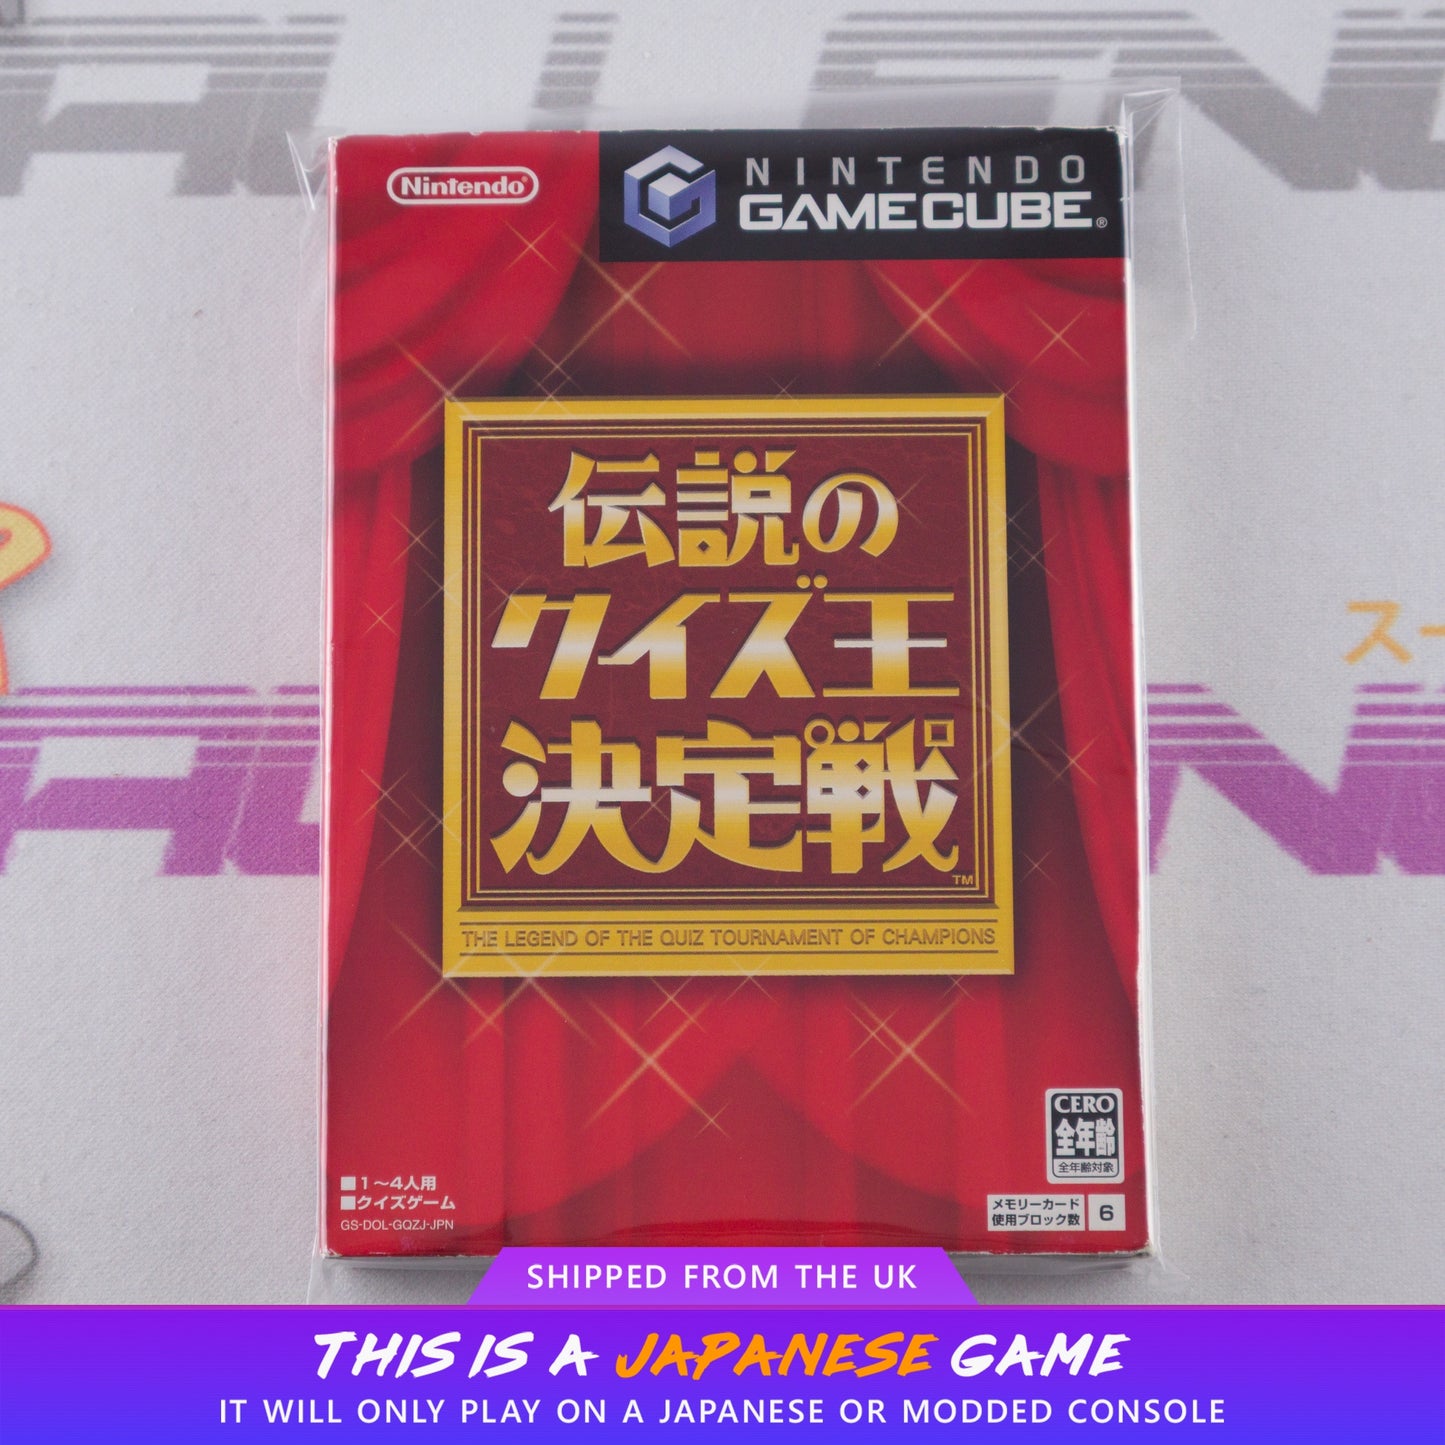 Nintendo®
NINTENDO
GAMECUBE®
伝説の
クイズ王
決定戦
TM
THE LEGEND OF THE QUIZ TOURNAMENT OF CHAMPIONS
CERO
全年齢
全年齢対象
■1～4人用
■クイズゲーム
GS-DOL-GQZJ-JPN
メモリーカード
使用ブロック数
6
SHIPPED FROM THE UK
THIS IS A JAPANESE GAME
IT WILL ONLY PLAY ON A JAPANESE OR MODDED CONSOLE